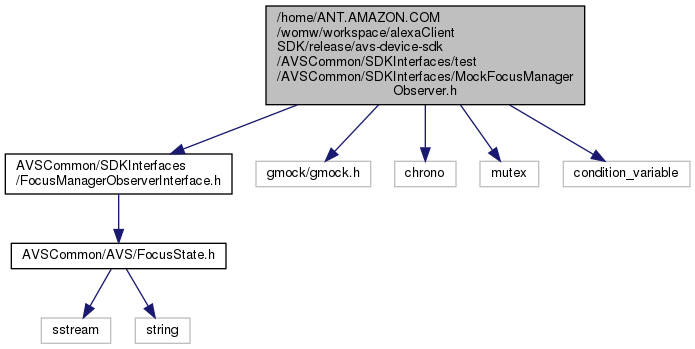 /home/ANT.AMAZON.COM
/womw/workspace/alexaClient
SDK/release/avs-device-sdk
/AVSCommon/SDKInterfaces/test
/AVSCommon/SDKInterfaces/MockFocusManager
Observer.h
AVSCommon/SDKInterfaces
/FocusManagerObserverInterface.h
gmock/gmock.h
chrono
mutex
condition_variable
AVSCommon/AVS/FocusState.h
sstream
string